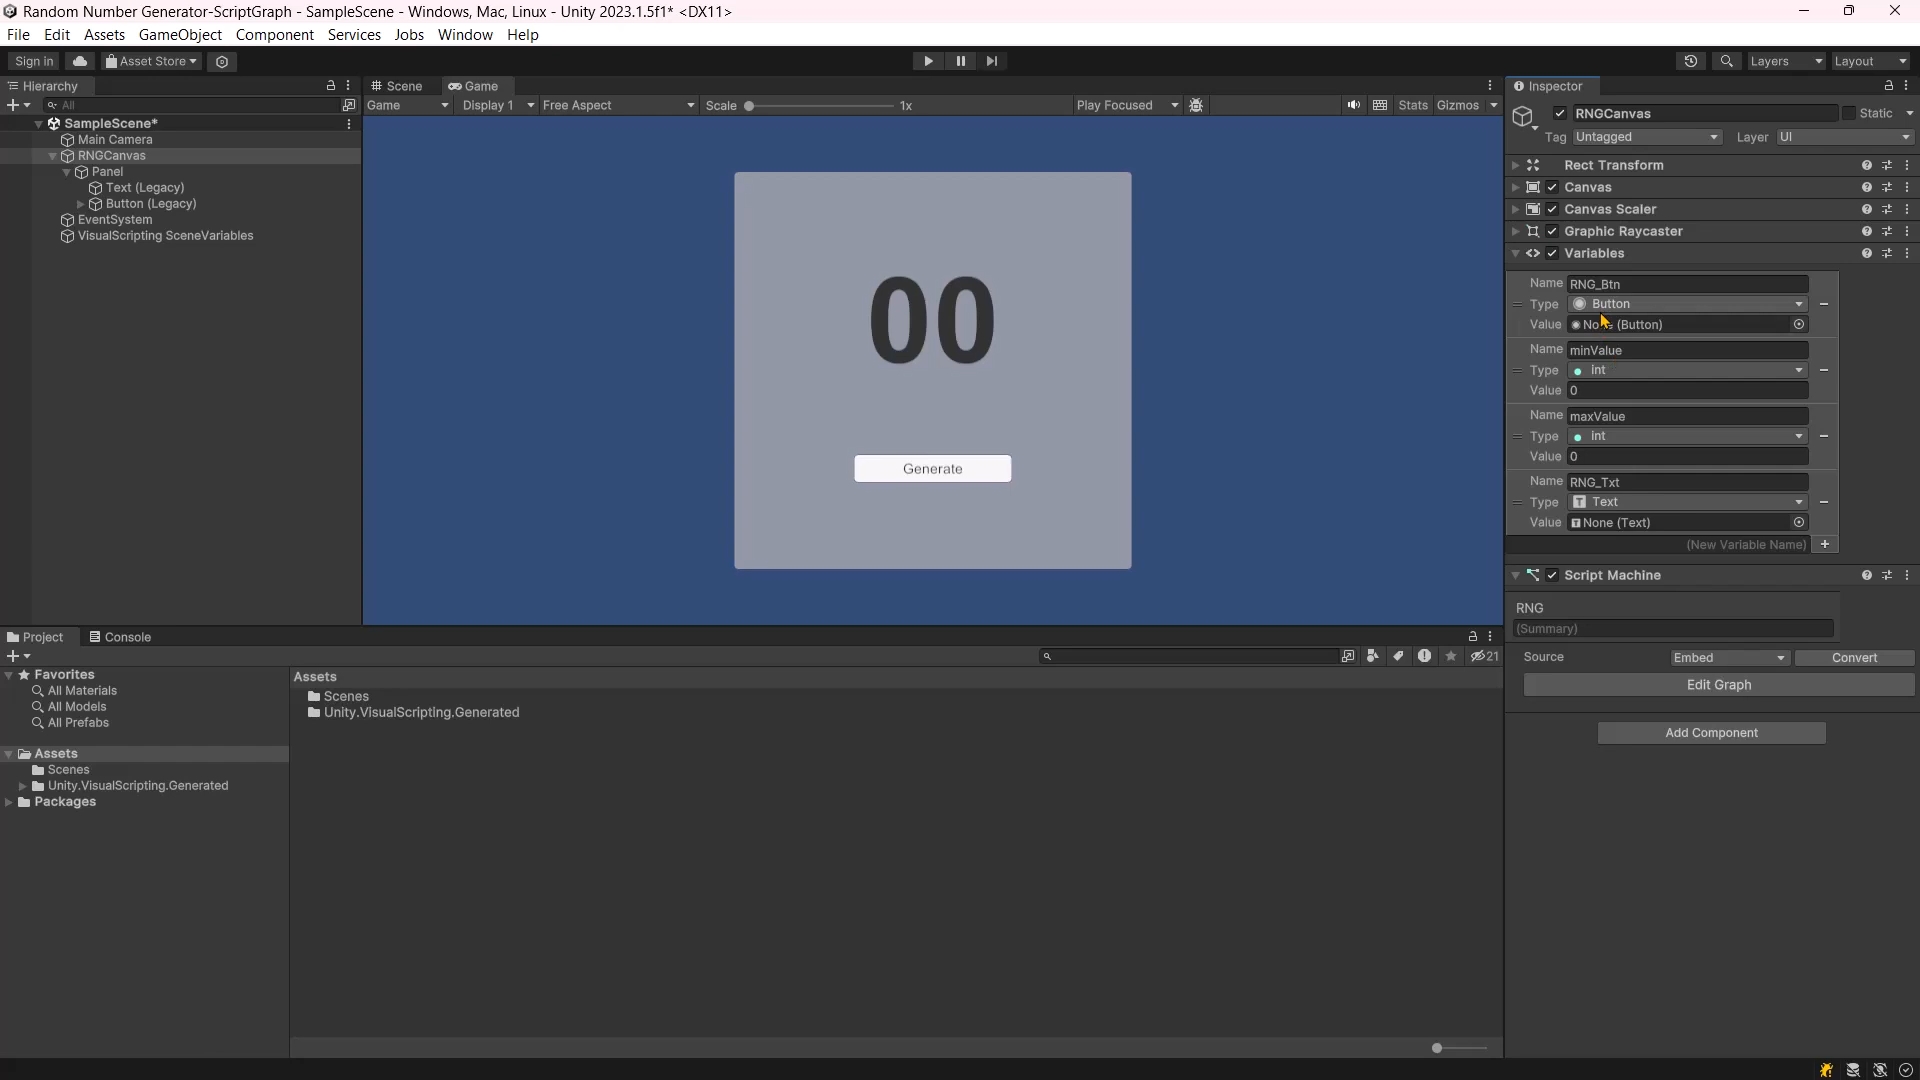 Random Number Generator-ScriptGraph - SampleScene - Windows, Mac, Linux - Unity 2023.1.5f1* <DX11>
File Edit Assets GameObject Component Services Jobs Window Help
Sign in Asset Store Layers Layout
Hierarchy
All
SampleScene*
Main Camera
RNGCanvas
Panel
Text (Legacy)
Button (Legacy)
EventSystem
VisualScripting SceneVariables
Scene Game
Game Display 1 Free Aspect Scale 1x Play Focused Stats Gizmos
00
Generate
Inspector
RNGCanvas Static
Tag Untagged Layer UI
Rect Transform
Canvas
Canvas Scaler
Graphic Raycaster
Variables
Name RNG_Btn
Type Button
Value (Button)
Name minValue
Type int
Value 0
Name maxValue
Type int
Value 0
Name RNG_Txt
Type Text
Value None (Text)
(New Variable Name)
Script Machine
RNG
(Summary)
Source Embed Convert
Edit Graph
Add Component
Project Console
21
Favorites
All Materials
All Models
All Prefabs
Assets
Scenes
Unity.VisualScripting.Generated
Packages
Assets
Scenes
Unity.VisualScripting.Generated